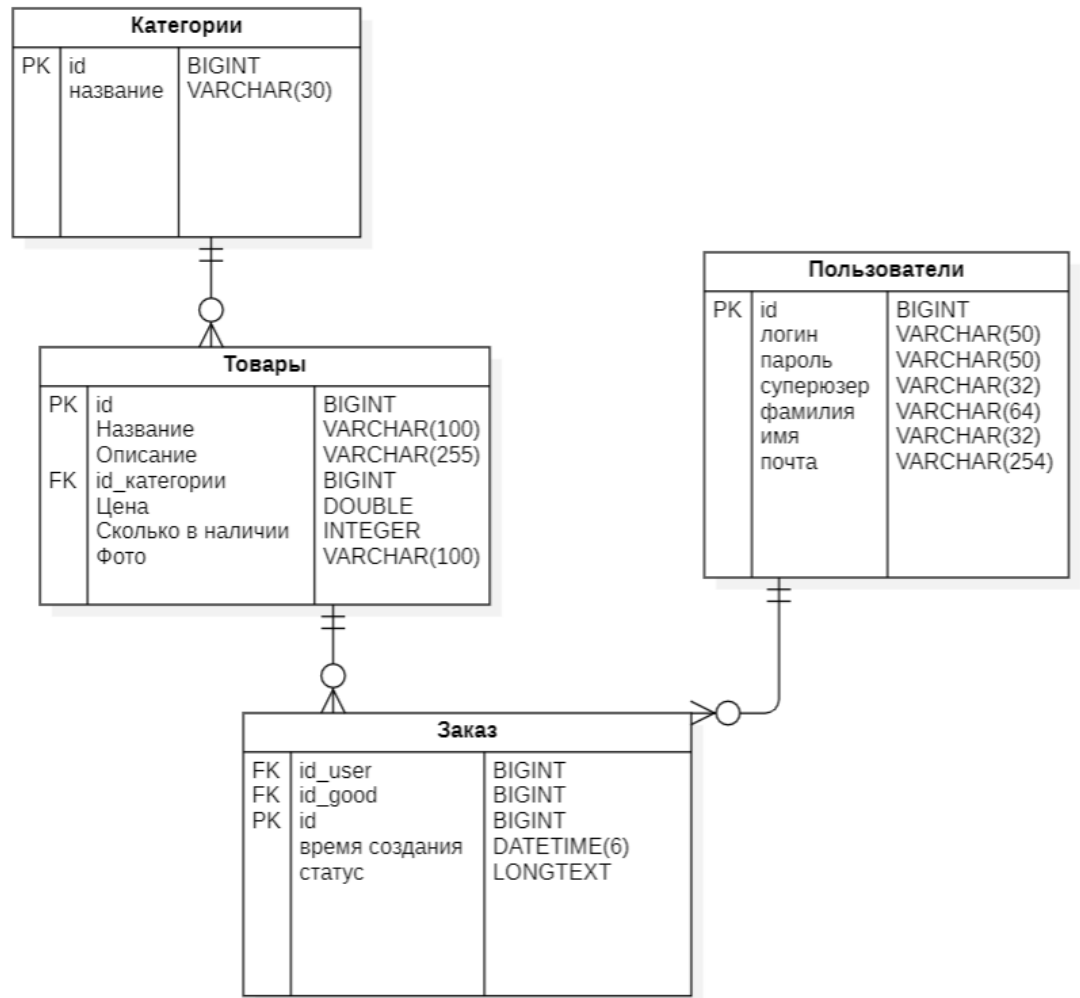 Категории
PK id BIGINT
название VARCHAR(30)
Пользователи
PK id BIGINT
логин VARCHAR(50)
пароль VARCHAR(50)
суперюзер VARCHAR(32)
фамилия VARCHAR(64)
имя VARCHAR(32)
почта VARCHAR(254)
Товары
PK id BIGINT
Название VARCHAR(100)
Описание VARCHAR(255)
FK id_категории BIGINT
Цена DOUBLE
Сколько в наличии INTEGER
Фото VARCHAR(100)
Заказ
FK id_user BIGINT
FK id_good BIGINT
PK id BIGINT
время создания DATETIME(6)
статус LONGTEXT